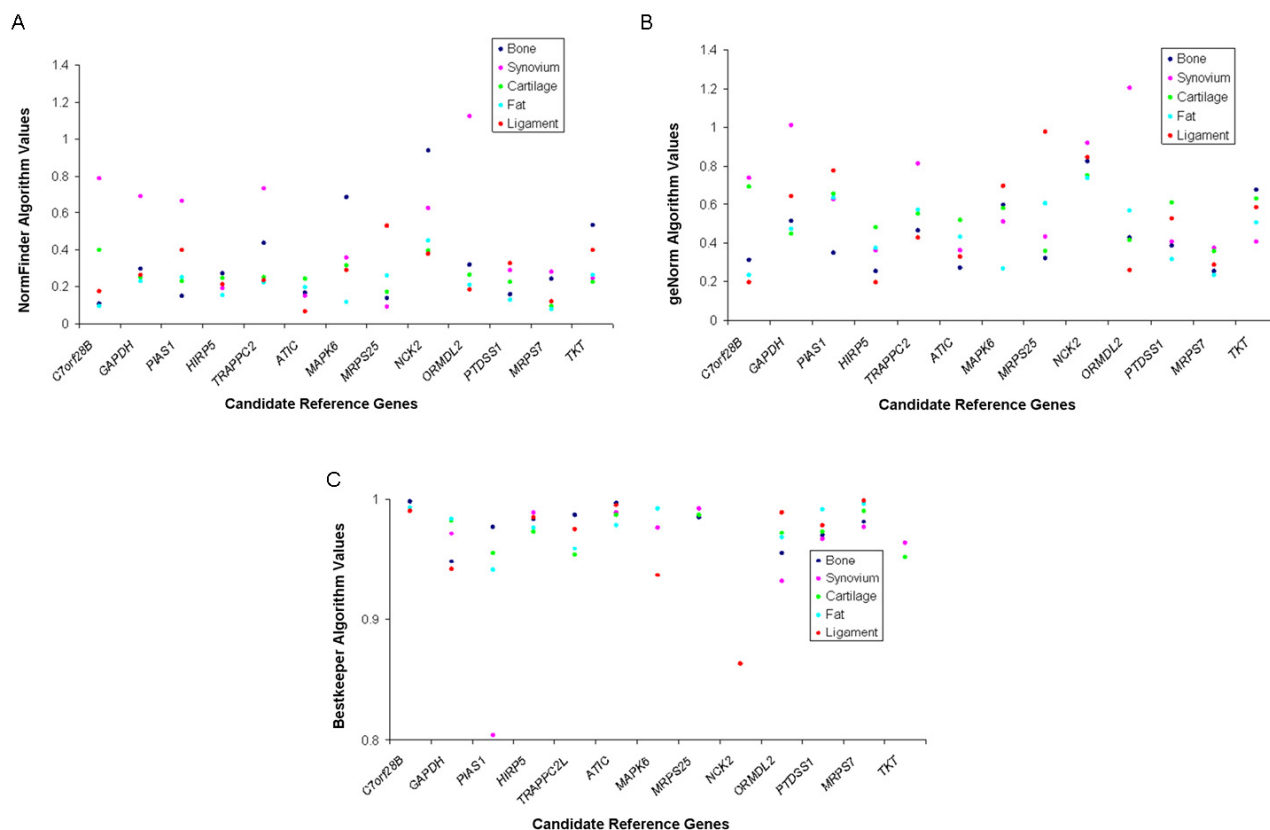 A
NormFinder Algorithm Values
1.4
1.2
1
0.8
0.6
0.4
0.2
0
Bone
Synovium
Cartilage
Fat
Ligament
C7orf28B
GAPDH
PIAS1
HIRP5
TRAPPC2
ATIC
MAPK6
MRPS25
NCK2
ORMDL2
PTDSS1
MRPS7
TKT
Candidate Reference Genes
B
geNorm Algorithm Values
1.4
1.2
1
0.8
0.6
0.4
0.2
0
Bone
Synovium
Cartilage
Fat
Ligament
C7orf28B
GAPDH
PIAS1
HIRP5
TRAPPC2
ATIC
MAPK6
MRPS25
NCK2
ORMDL2
PTDSS1
MRPS7
TKT
Candidate Reference Genes
C
Bestkeeper Algorithm Values
1
0.9
0.8
Bone
Synovium
Cartilage
Fat
Ligament
C7orf28B
GAPDH
PIAS1
HIRP5
TRAPPC2L
ATIC
MAPK6
MRPS25
NCK2
ORMDL2
PTDSS1
MRPS7
TKT
Candidate Reference Genes